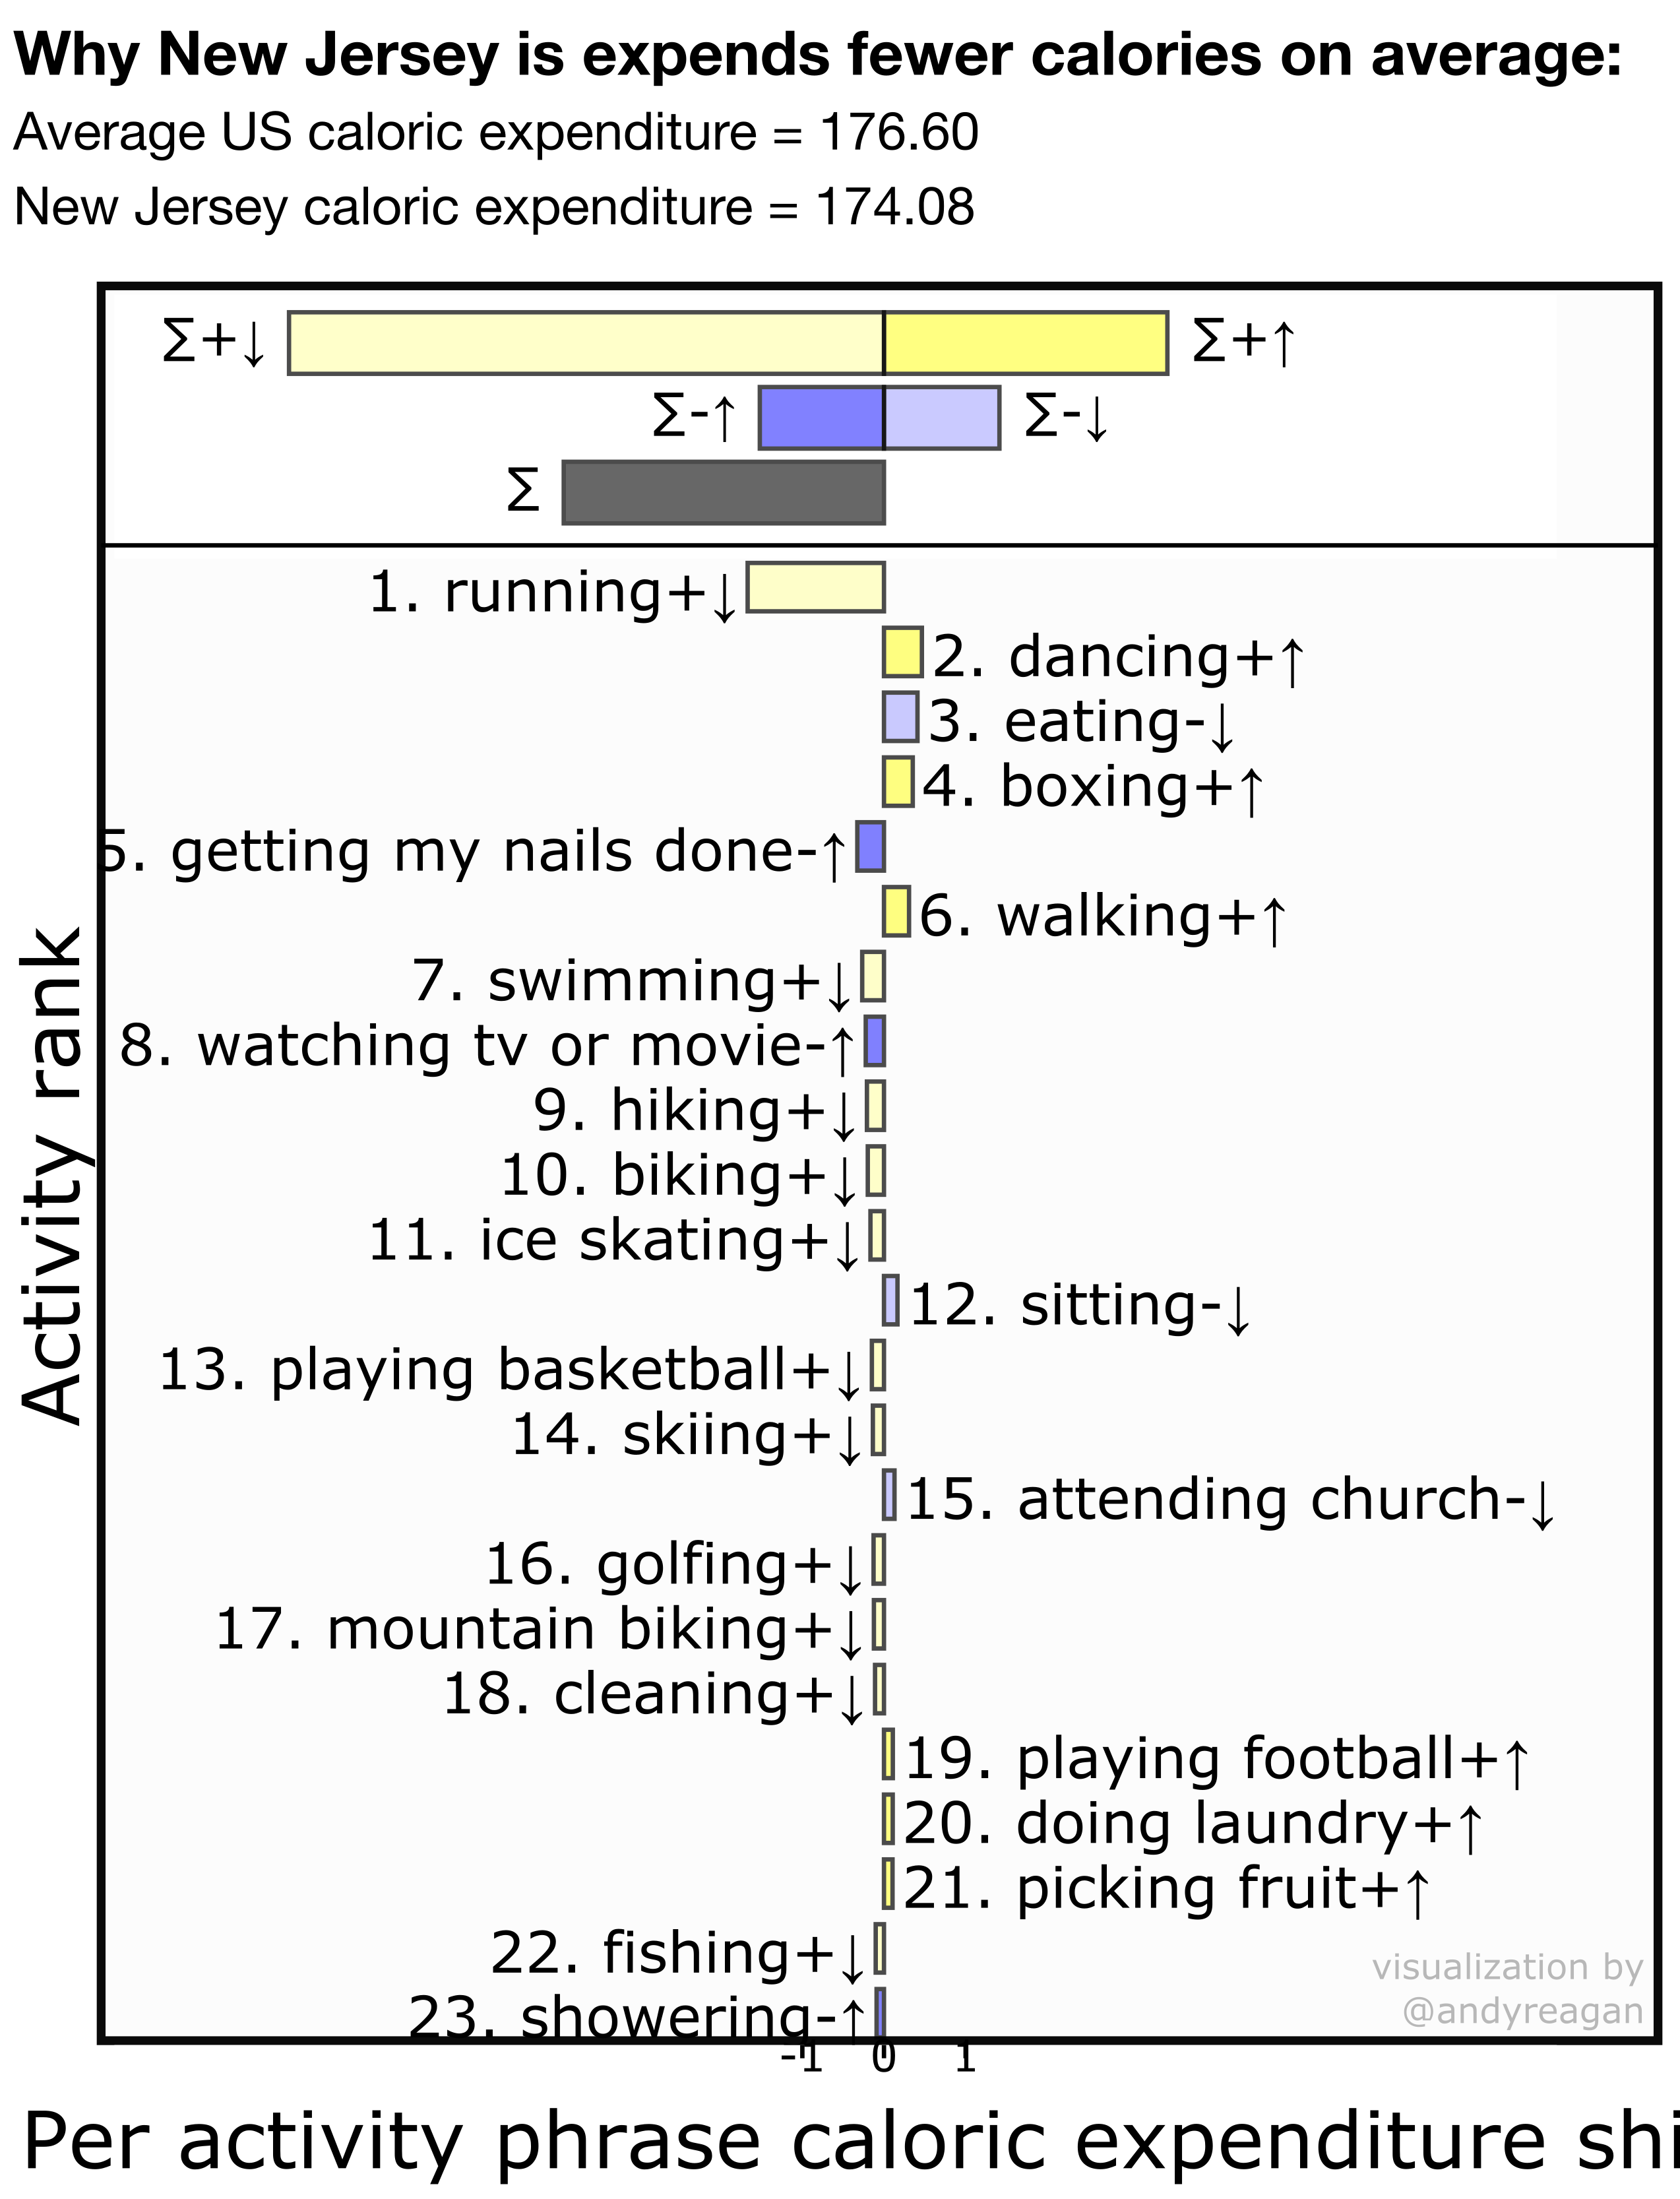 Why New Jersey is expends fewer calories on average:
Average US caloric expenditure = 176.60
New Jersey caloric expenditure = 174.08
∑+↓
∑+↑
∑-↑
∑-↓
∑
1. running+↓
2. dancing+↑
3. eating-↓
4. boxing+↑
5. getting my nails done-↑
6. walking+↑
7. swimming+↓
8. watching tv or movie-↑
9. hiking+↓
10. biking+↓
11. ice skating+↓
12. sitting-↓
13. playing basketball+↓
14. skiing+↓
15. attending church-↓
16. golfing+↓
17. mountain biking+↓
18. cleaning+↓
19. playing football+↑
20. doing laundry+↑
21. picking fruit+↑
22. fishing+↓
23. showering-↑
visualization by
@andyreagan
Activity rank
-1 0 1
Per activity phrase caloric expenditure shi